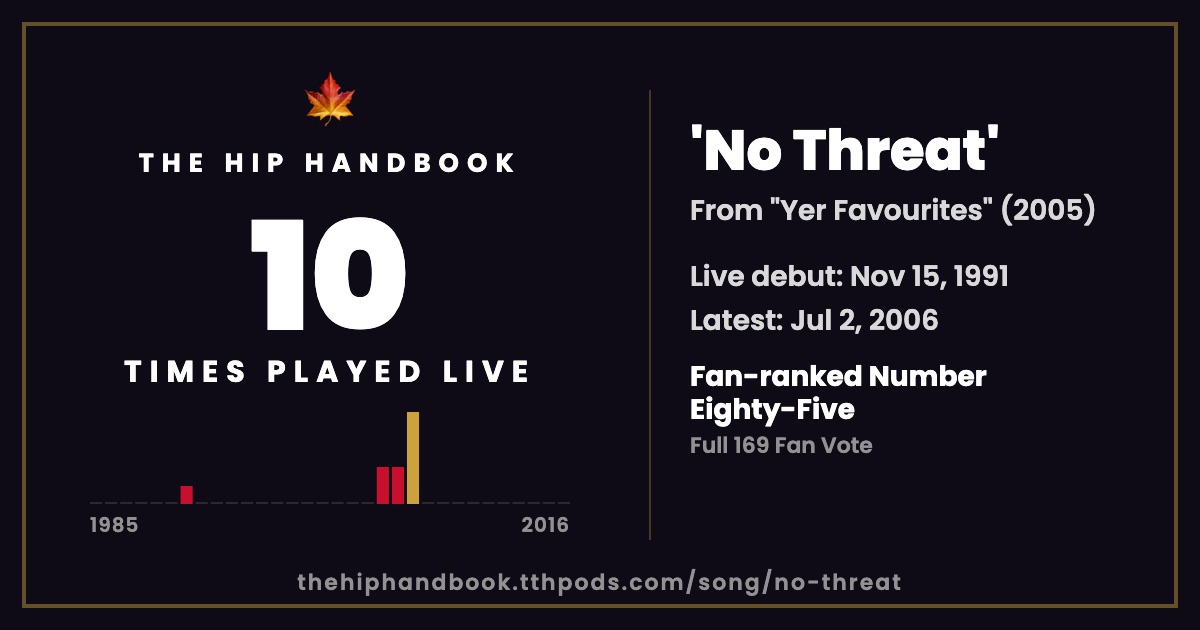 THE HIP HANDBOOK
10
TIMES PLAYED LIVE
1985
2016
'No Threat'
From "Yer Favourites" (2005)
Live debut: Nov 15, 1991
Latest: Jul 2, 2006
Fan-ranked Number
Eighty-Five
Full 169 Fan Vote
thehiphandbook.tthpods.com/song/no-threat